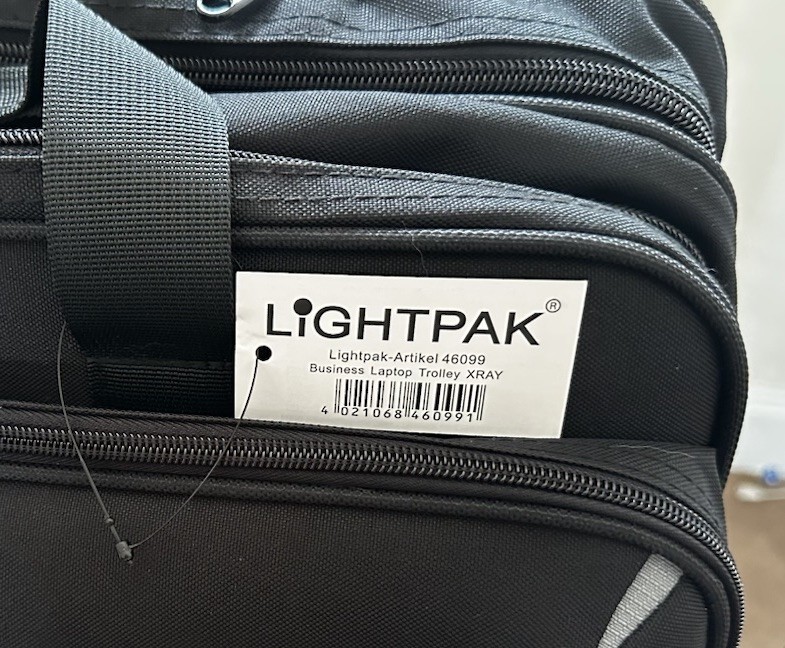 LiGHTPAK®
Lightpak-Artikel 46099
Business Laptop Trolley XRAY
4 021068 460991